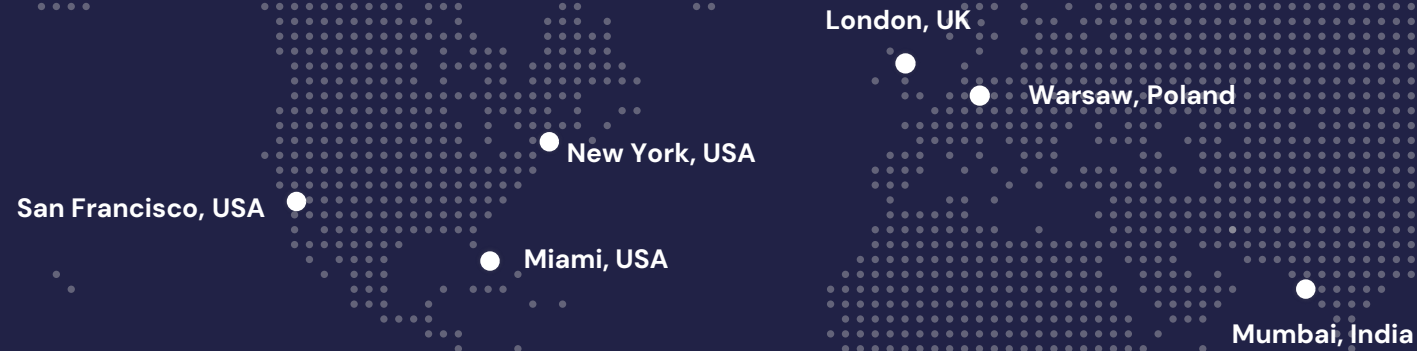 London, UK
Warsaw, Poland
New York, USA
San Francisco, USA
Miami, USA
Mumbai, India